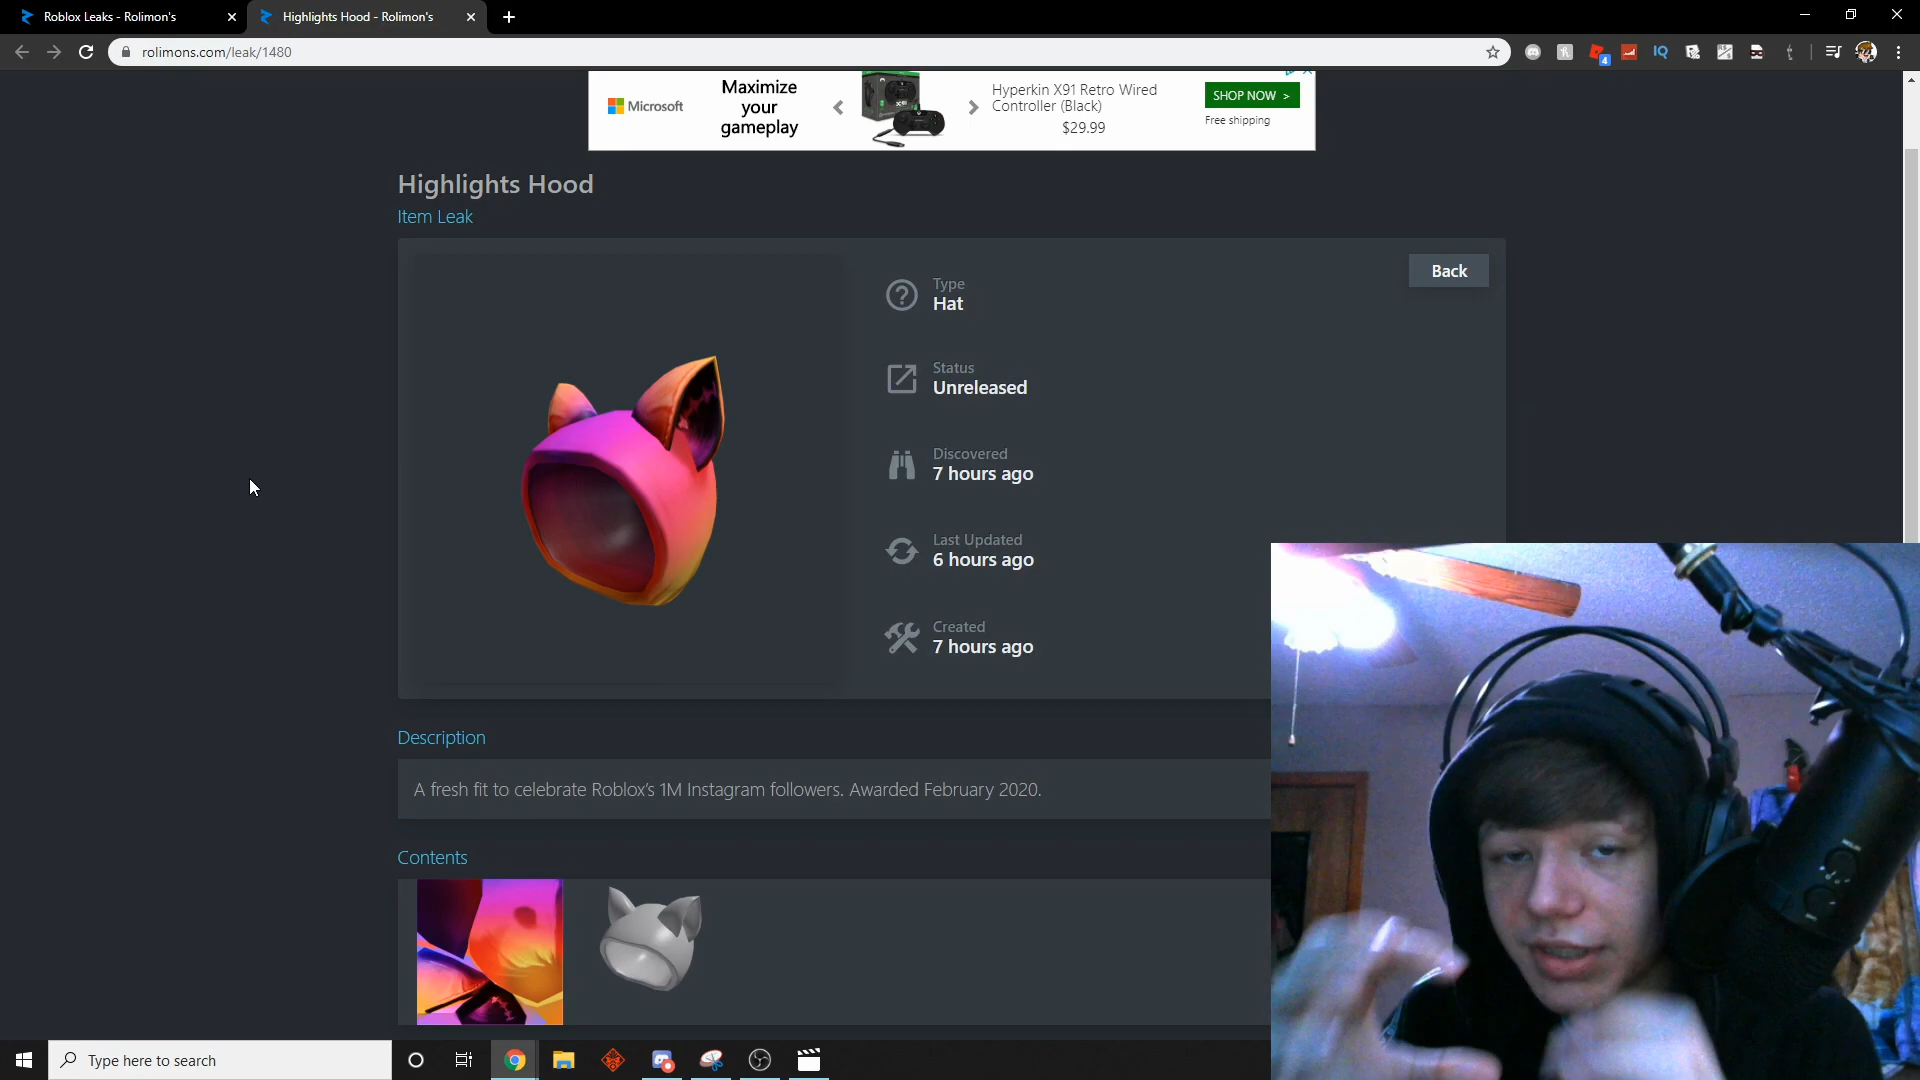 Roblox Leaks - Rolimon's
Highlights Hood - Rolimon's
rolimons.com/leak/1480
4
IQ
Microsoft
Maximize
your
gameplay
Hyperkin X91 Retro Wired
Controller (Black)
$29.99
SHOP NOW >
Free shipping
Highlights Hood
Item Leak
Back
Type
Hat
Status
Unreleased
Discovered
7 hours ago
Last Updated
6 hours ago
Created
7 hours ago
Description
A fresh fit to celebrate Roblox's 1M Instagram followers. Awarded February 2020.
Contents
Type here to search